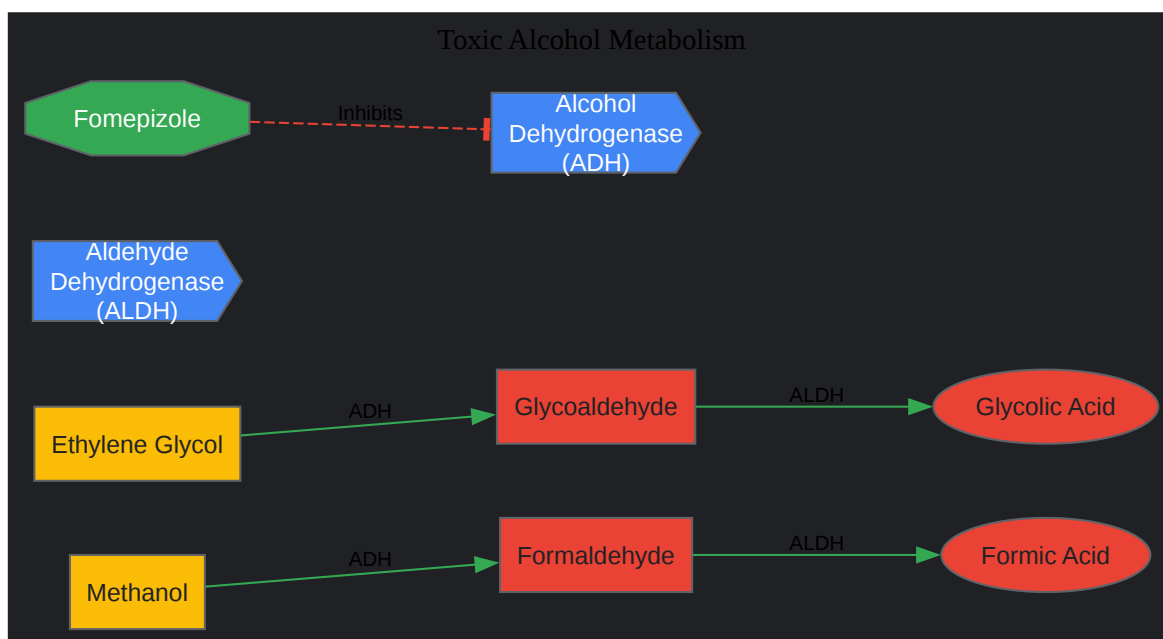 Toxic Alcohol Metabolism
Fomepizole
Inhibits
Alcohol
Dehydrogenase
(ADH)
Aldehyde
Dehydrogenase
(ALDH)
Ethylene Glycol
ADH
Glycoaldehyde
ALDH
Glycolic Acid
Methanol
ADH
Formaldehyde
ALDH
Formic Acid